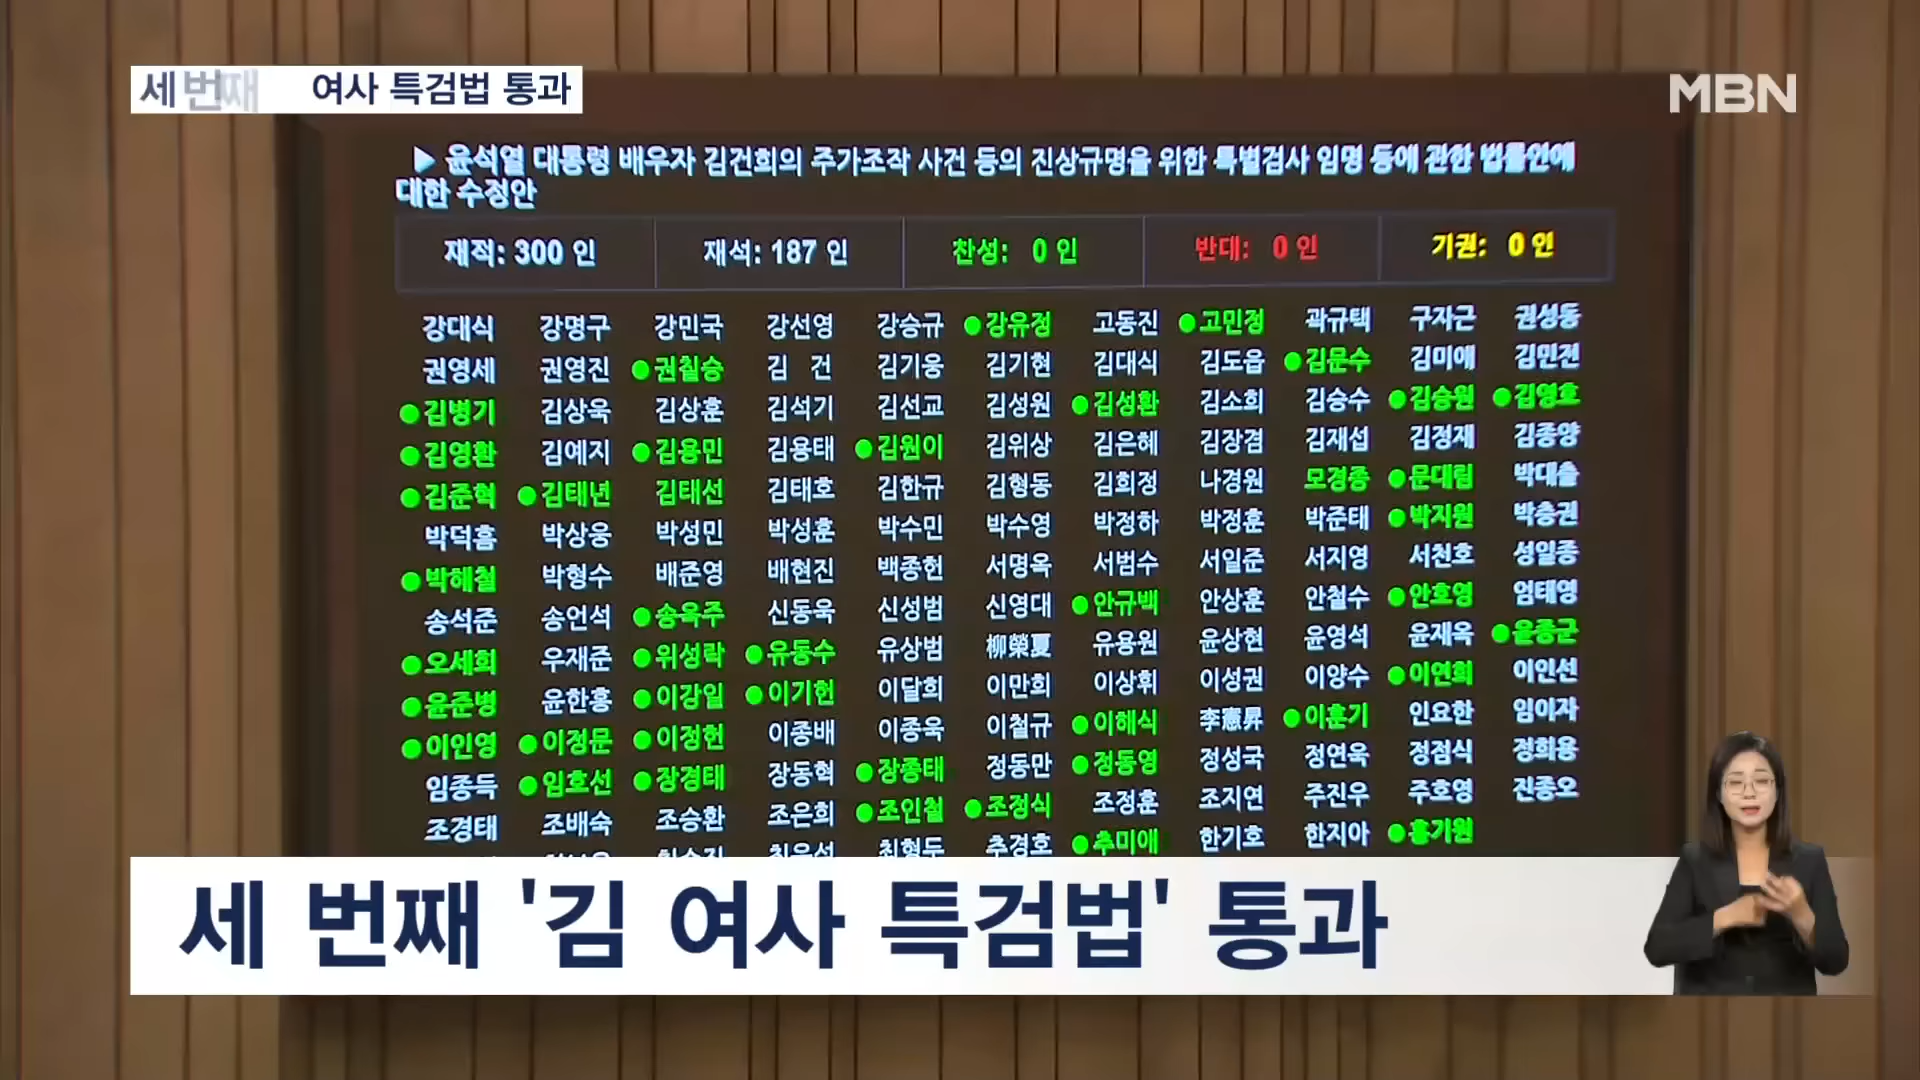 세 번째 여사 특검법 통과
MBN
▶ 윤석열 대통령 배우자 김건희의 주가조작 사건 등의 진상규명을 위한 특별검사 임명 등에 관한 법률안에
대한 수정안
재적: 300 인 재석: 187 인 찬성: 0 인 반대: 0 인 기권: 0 인
강대식 강명구 강민국 강선영 강승규 ●강유정 고동진 ●고민정 곽규택 구자근 권성동
권영세 권영진 ●권칠승 김 건 김기웅 김기현 김대식 김도읍 ●김문수 김미애 김민전
●김병기 김상욱 김상훈 김석기 김선교 김성원 ●김성환 김소희 김승수 ●김승원 ●김영호
●김영환 김예지 ●김용민 김용태 ●김원이 김위상 김은혜 김장겸 김재섭 김정재 김종양
●김준혁 ●김태년 김태선 김태호 김한규 김형동 김희정 나경원 모경종 ●문대림 박대출
박덕흠 박상웅 박성민 박성훈 박수민 박수영 박정하 박정훈 박준태 ●박지원 박충권
●박해철 박형수 배준영 배현진 백종헌 서명옥 서범수 서일준 서지영 서천호 성일종
송석준 송언석 ●송옥주 신동욱 신성범 신영대 ●안규백 안상훈 안철수 ●안호영 엄태영
●오세희 우재준 ●위성락 ●유동수 유상범 柳榮夏 유용원 윤상현 윤영석 윤재옥 ●윤종군
●윤준병 윤한홍 ●이강일 ●이기헌 이달희 이만희 이상휘 이성권 이양수 ●이연희 이인선
●이인영 ●이정문 ●이정헌 이종배 이종욱 이철규 ●이해식 李憲昇 ●이훈기 인요한 임이자
임종득 ●임호선 ●장경태 장동혁 ●장종태 정동만 ●정동영 정성국 정연욱 정점식 정희용
조경태 조배숙 조승환 조은희 ●조인철 ●조정식 조정훈 조지연 주진우 주호영 진종오
최형두 추경호 ●추미애 한기호 한지아 ●홍기원
세 번째 '김 여사 특검법' 통과